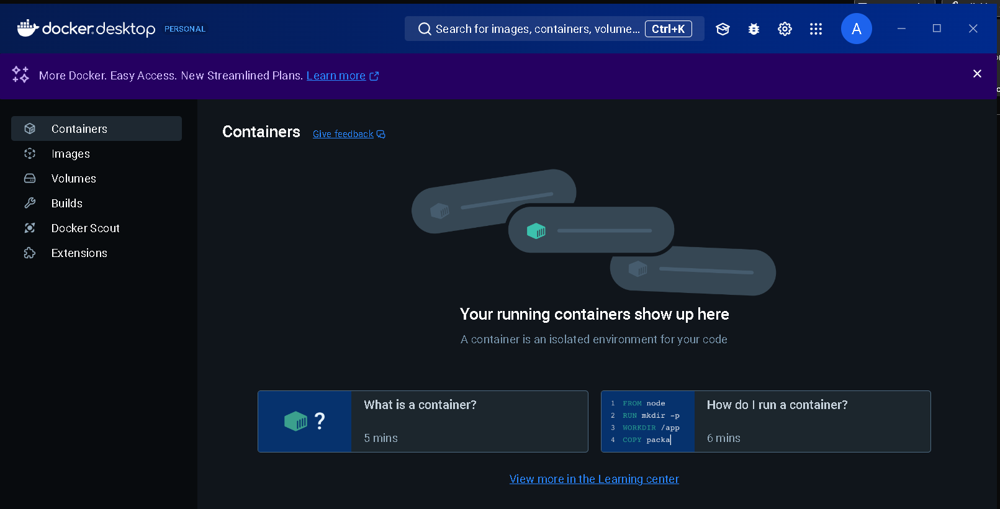 docker.desktop PERSONAL
Search for images, containers, volume... Ctrl+K
A
More Docker. Easy Access. New Streamlined Plans. Learn more
Containers
Images
Volumes
Builds
Docker Scout
Extensions
Containers Give feedback
Your running containers show up here
A container is an isolated environment for your code
?
What is a container?
5 mins
1 FROM node
2 RUN mkdir -p
3 WORKDIR /app
4 COPY packa
How do I run a container?
6 mins
View more in the Learning center